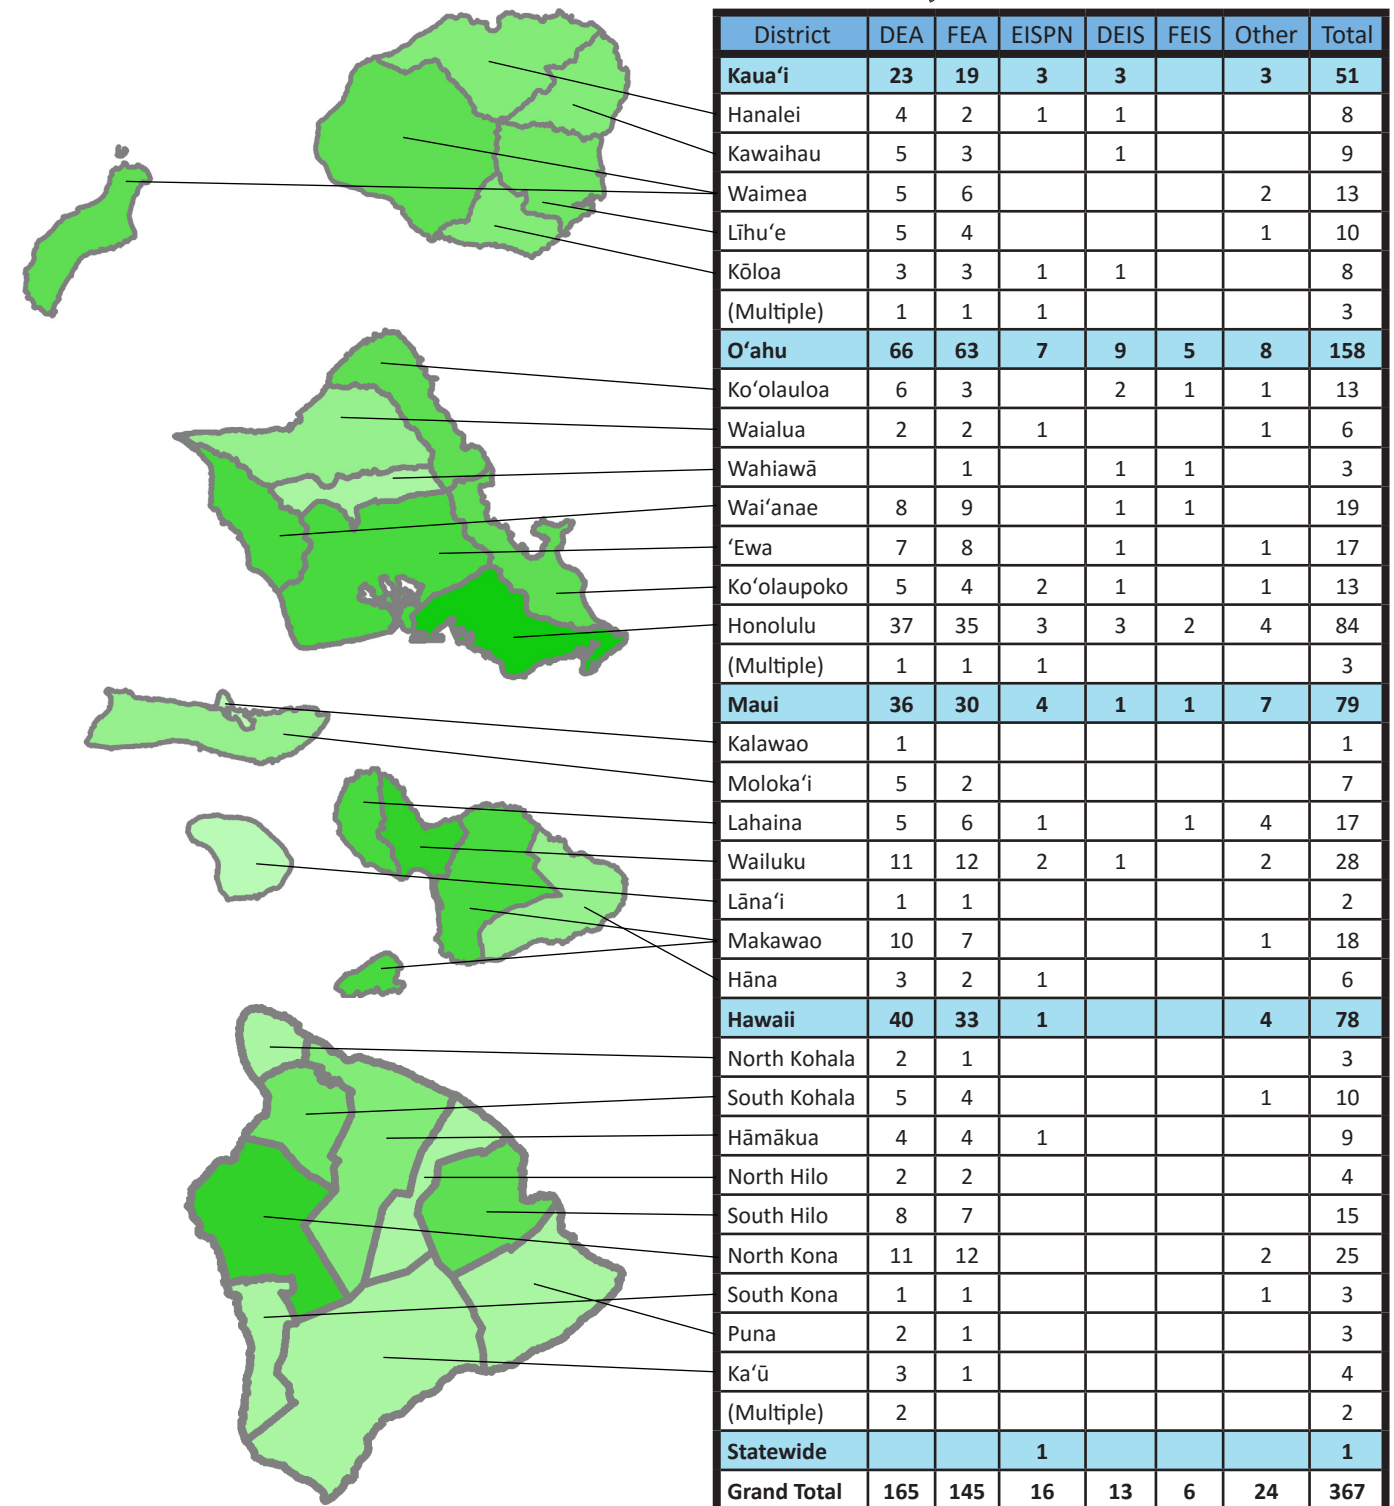 District DEA FEA EISPN DEIS FEIS Other Total
Kauaʻi 23 19 3 3 3 51
Hanalei 4 2 1 1 8
Kawaihau 5 3 1 9
Waimea 5 6 2 13
Līhuʻe 5 4 1 10
Kōloa 3 3 1 1 8
(Multiple) 1 1 1 3
Oʻahu 66 63 7 9 5 8 158
Koʻolauloa 6 3 2 1 1 13
Waialua 2 2 1 1 6
Wahiawā 1 1 1 3
Waiʻanae 8 9 1 1 19
ʻEwa 7 8 1 1 17
Koʻolaupoko 5 4 2 1 1 13
Honolulu 37 35 3 3 2 4 84
(Multiple) 1 1 1 3
Maui 36 30 4 1 1 7 79
Kalawao 1 1
Molokaʻi 5 2 7
Lahaina 5 6 1 1 4 17
Wailuku 11 12 2 1 2 28
Lānaʻi 1 1 2
Makawao 10 7 1 18
Hāna 3 2 1 6
Hawaii 40 33 1 4 78
North Kohala 2 1 3
South Kohala 5 4 1 10
Hāmākua 4 4 1 9
North Hilo 2 2 4
South Hilo 8 7 15
North Kona 11 12 2 25
South Kona 1 1 1 3
Puna 2 1 3
Kaʻū 3 1 4
(Multiple) 2 2
Statewide 1 1
Grand Total 165 145 16 13 6 24 367